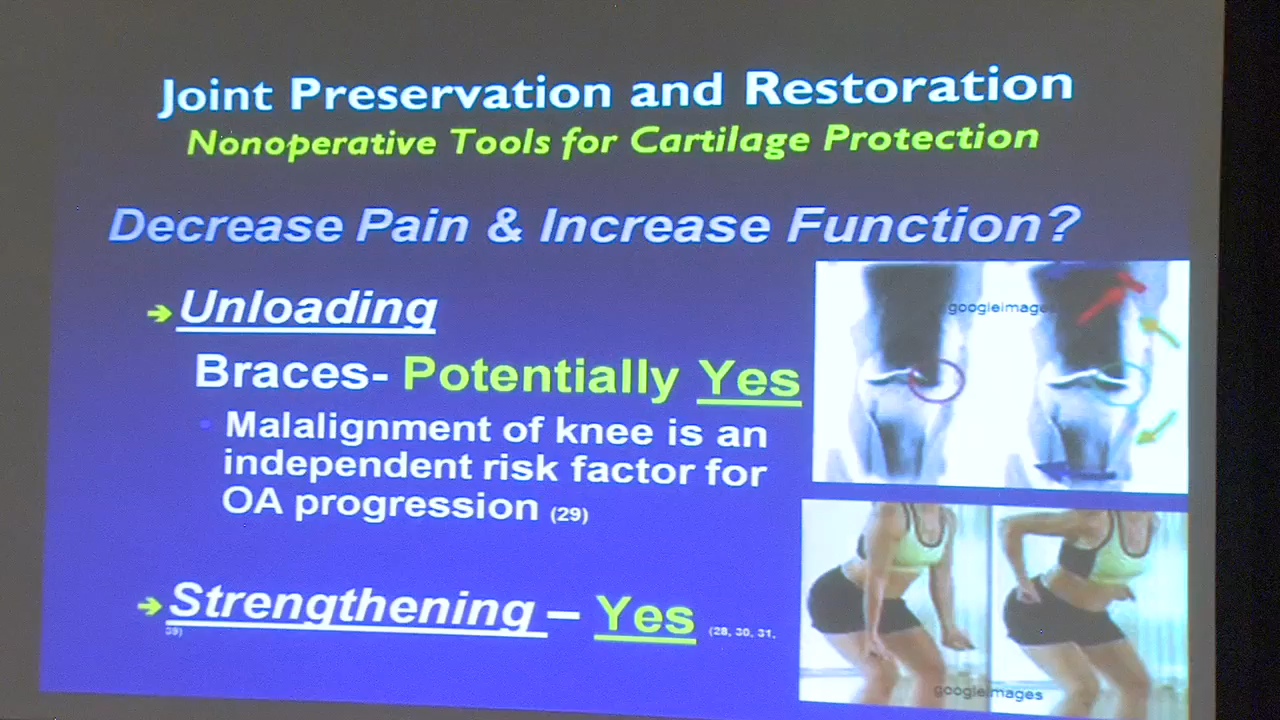 Joint Preservation and Restoration
Nonoperative Tools for Cartilage Protection
Decrease Pain & Increase Function?
Unloading
Braces- Potentially Yes
Malalignment of knee is an
independent risk factor for
OA progression (29)
Strengthening – Yes (28, 30, 31,
39)
googleimages
googleimages